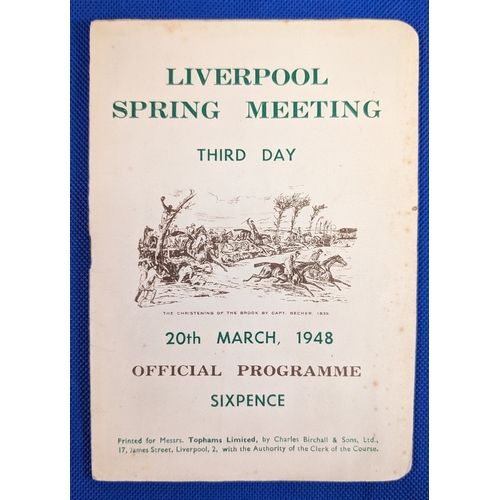 LIVERPOOL
SPRING MEETING
THIRD DAY
THE CHRISTENING OF THE BROOK BY CAPT. BECHER 1836.
20th MARCH, 1948
OFFICIAL PROGRAMME
SIXPENCE
Printed for Messrs. Tophams Limited, by Charles Birchall & Sons, Ltd.,
17, James Street, Liverpool, 2, with the Authority of the Clerk of the Course.